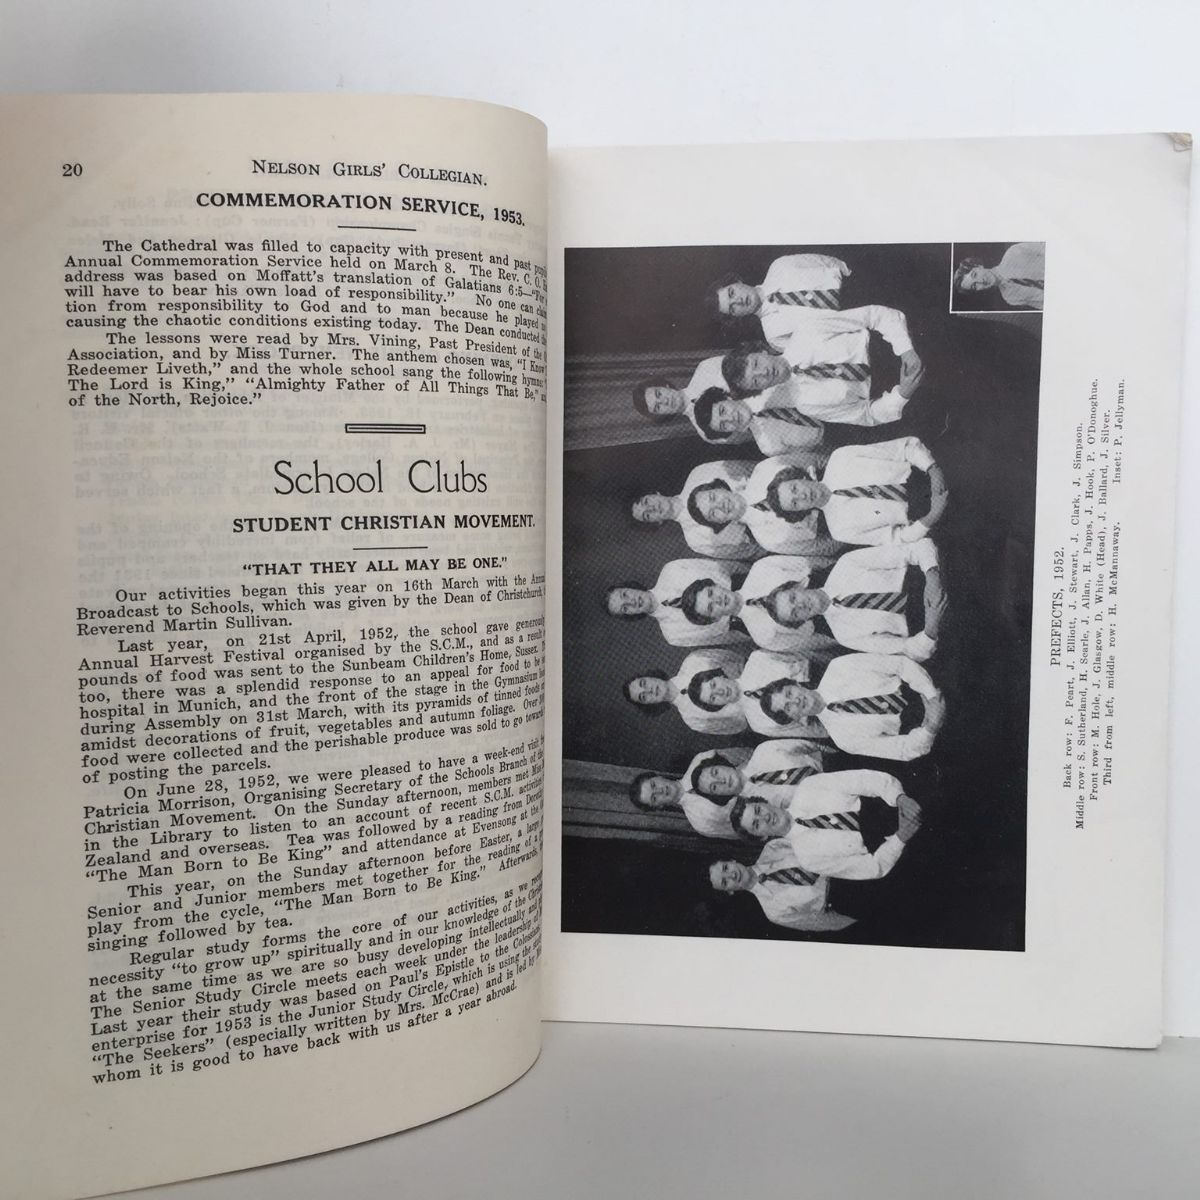 20
NELSON GIRLS' COLLEGIAN.
COMMEMORATION SERVICE, 1953.
The Cathedral was filled to capacity with present and past
Annual Commemoration Service held on March 8. The Rev. C. O.
address was based on Moffatt's translation of Galatians 6:5—"For
will have to bear his own load of responsibility." No one can
tion from responsibility to God and to man because he played
causing the chaotic conditions existing today. The Dean conducted
The lessons were read by Mrs. Vining, Past President of the
Association, and by Miss Turner. The anthem chosen was, "I Know
Redeemer Liveth," and the whole school sang the following hymns:
The Lord is King," "Almighty Father of All Things That Be,"
of the North, Rejoice."
School Clubs
STUDENT CHRISTIAN MOVEMENT.
"THAT THEY ALL MAY BE ONE."
Our activities began this year on 16th March with the
Broadcast to Schools, which was given by the Dean of Christchurch,
Reverend Martin Sullivan.
Last year, on 21st April, 1952, the school gave
Annual Harvest Festival organised by the S.C.M., and as a result
pounds of food was sent to the Sunbeam Children's Home, Sussex.
too, there was a splendid response to an appeal for food to be
hospital in Munich, and the front of the stage in the Gymnasium
during Assembly on 31st March, with its pyramids of tinned foods
amidst decorations of fruit, vegetables and autumn foliage. Over
food were collected and the perishable produce was sold to go
of posting the parcels.
On June 28, 1952, we were pleased to have a week-end visit
Patricia Morrison, Organising Secretary of the Schools Branch of the
Christian Movement. On the Sunday afternoon, members met
in the Library to listen to an account of recent S.C.M. activities
Zealand and overseas. Tea was followed by a reading from
"The Man Born to Be King" and attendance at Evensong at the
This year, on the Sunday afternoon before Easter, a large
Senior and Junior members met together for the reading of a
play from the cycle, "The Man Born to Be King." Afterwards,
singing followed by tea.
Regular study forms the core of our activities, as we
necessity "to grow up" spiritually and in our knowledge of the
at the same time as we are so busy developing intellectually and
The Senior Study Circle meets each week under the leadership of
Last year their study was based on Paul's Epistle to the
enterprise for 1953 is the Junior Study Circle, which is using the
"The Seekers" (especially written by Mrs. McCrae) and is led by
whom it is good to have back with us after a year abroad.
PREFECTS, 1952.
Back row: F. Peart, J. Elliott, J. Stewart, J. Clark, J. Simpson.
Middle row: S. Sutherland, H. Searle, J. Allan, H. Papps, J. Hook, P. O'Donoghue.
Front row: M. Hole, J. Glasgow, D. White (Head), J. Ballard, J. Silver.
Third from left, middle row: H. McMannaway. Inset: P. Jellyman.